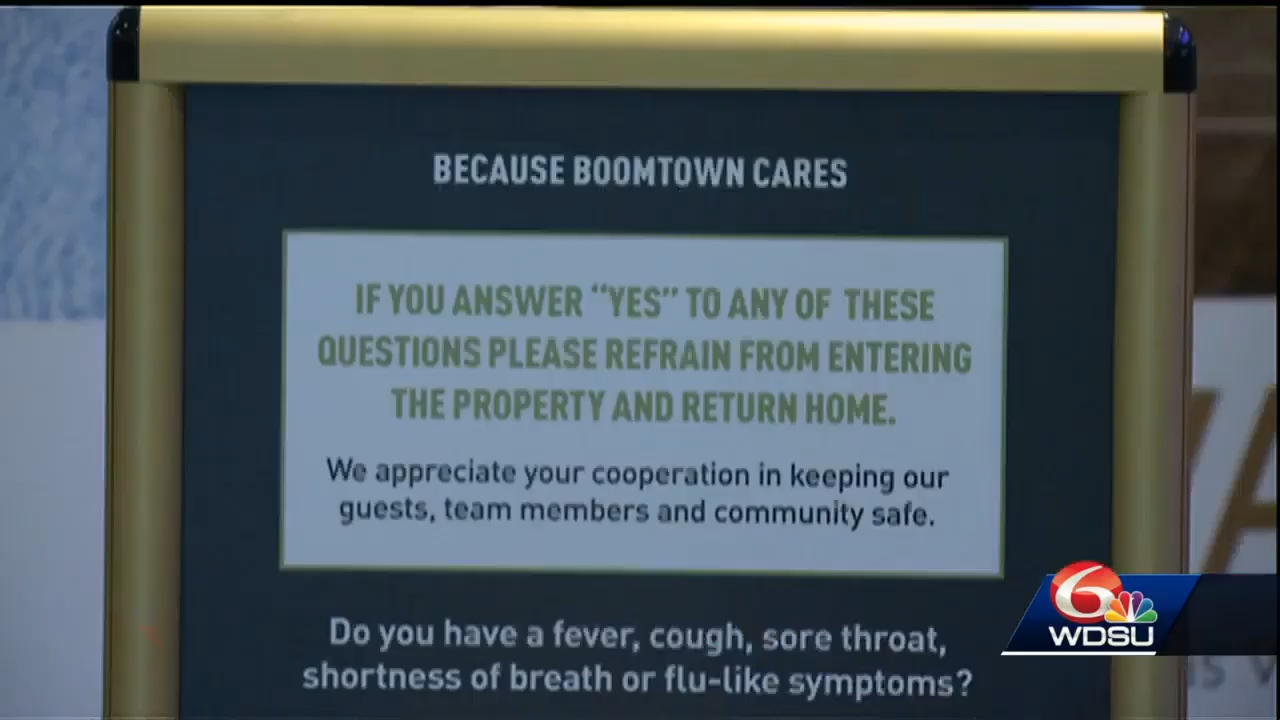 BECAUSE BOOMTOWN CARES
IF YOU ANSWER “YES” TO ANY OF THESE
QUESTIONS PLEASE REFRAIN FROM ENTERING
THE PROPERTY AND RETURN HOME.
We appreciate your cooperation in keeping our
guests, team members and community safe.
Do you have a fever, cough, sore throat,
shortness of breath or flu-like symptoms?
6
WDSU